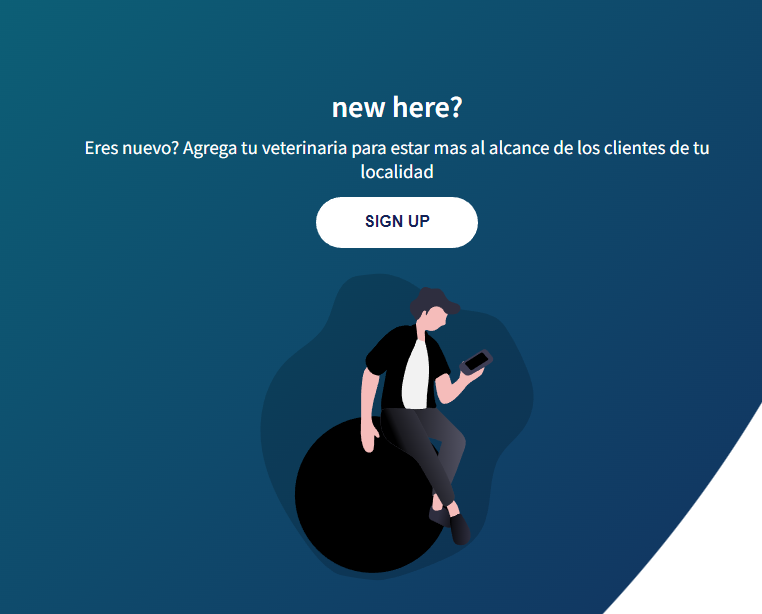 new here?
Eres nuevo? Agrega tu veterinaria para estar mas al alcance de los clientes de tu
localidad
SIGN UP